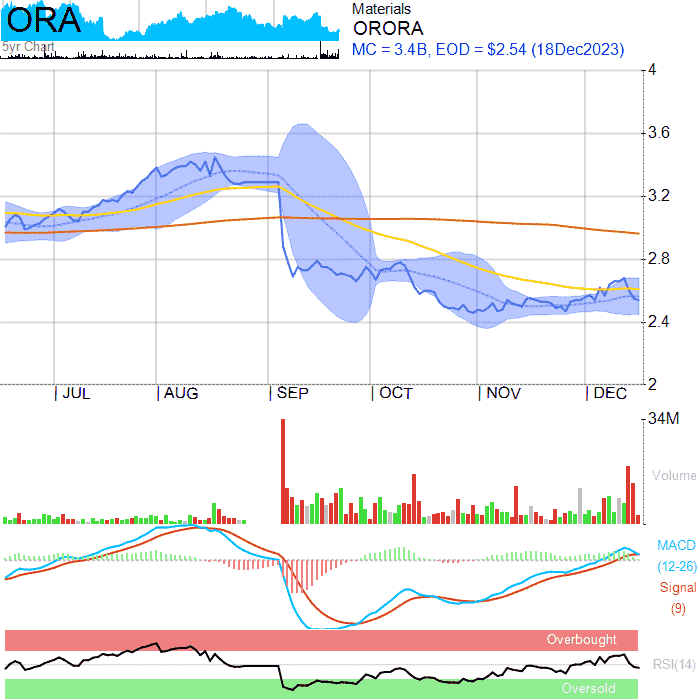 ORA
5yr Chart
Materials
ORORA
MC = 3.4B, EOD = $2.54 (18Dec2023)
4
3.6
3.2
2.8
2.4
2
JUL
AUG
SEP
OCT
NOV
DEC
34M
Volume
MACD
(12-26)
Signal
(9)
Overbought
RSI(14)
Oversold